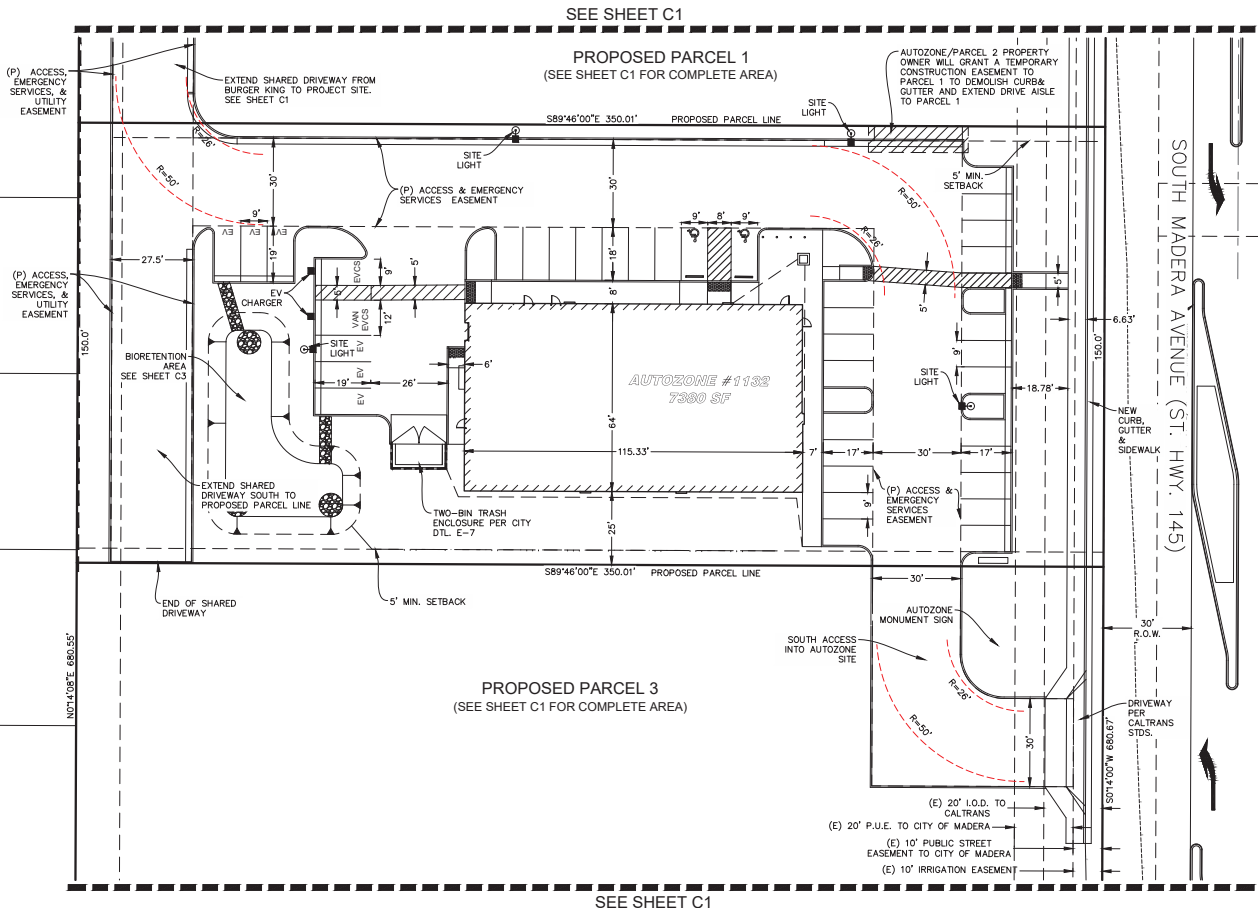 SEE SHEET C1
PROPOSED PARCEL 1
(SEE SHEET C1 FOR COMPLETE AREA)
(P) ACCESS,
EMERGENCY
SERVICES, &
UTILITY
EASEMENT
EXTEND SHARED DRIVEWAY FROM
BURGER KING TO PROJECT SITE.
SEE SHEET C1
AUTOZONE/PARCEL 2 PROPERTY
OWNER WILL GRANT A TEMPORARY
CONSTRUCTION EASEMENT TO
PARCEL 1 TO DEMOLISH CURB&
GUTTER AND EXTEND DRIVE AISLE
TO PARCEL 1
SITE
LIGHT
S89°46'00"E 350.01' PROPOSED PARCEL LINE
SITE
LIGHT
R=26'
R=50'
30'
(P) ACCESS & EMERGENCY
SERVICES EASEMENT
30'
R=50'
R=26'
5' MIN.
SETBACK
SOUTH MADERA AVENUE (ST. HWY. 145)
9'
EV
EV
EV
19'
9'
8'
9'
18'
8'
27.5'
(P) ACCESS,
EMERGENCY
SERVICES, &
UTILITY
EASEMENT
EV
CHARGER
EVCS
9'
5'
6'
VAN
EVCS
12'
EV
EV
EV
SITE
LIGHT
19'
26'
6'
5'
5'
9'
6.63'
150.0'
150.0'
BIORETENTION
AREA
SEE SHEET C3
AUTOZONE #1132
7380 SF
64'
115.33'
7'
17'
30'
17'
SITE
LIGHT
18.78'
NEW
CURB,
GUTTER
&
SIDEWALK
EXTEND SHARED
DRIVEWAY SOUTH TO
PROPOSED PARCEL LINE
TWO-BIN TRASH
ENCLOSURE PER CITY
DTL. E-7
25'
9'
(P) ACCESS &
EMERGENCY
SERVICES
EASEMENT
S89°46'00"E 350.01' PROPOSED PARCEL LINE
END OF SHARED
DRIVEWAY
5' MIN. SETBACK
30'
AUTOZONE
MONUMENT SIGN
SOUTH ACCESS
INTO AUTOZONE
SITE
30'
R.O.W.
N0°14'08"E 680.55'
PROPOSED PARCEL 3
(SEE SHEET C1 FOR COMPLETE AREA)
R=26'
R=50'
30'
DRIVEWAY
PER
CALTRANS
STDS.
S0°14'00"W 680.67'
(E) 20' I.O.D. TO
CALTRANS
(E) 20' P.U.E. TO CITY OF MADERA
(E) 10' PUBLIC STREET
EASEMENT TO CITY OF MADERA
(E) 10' IRRIGATION EASEMENT
SEE SHEET C1